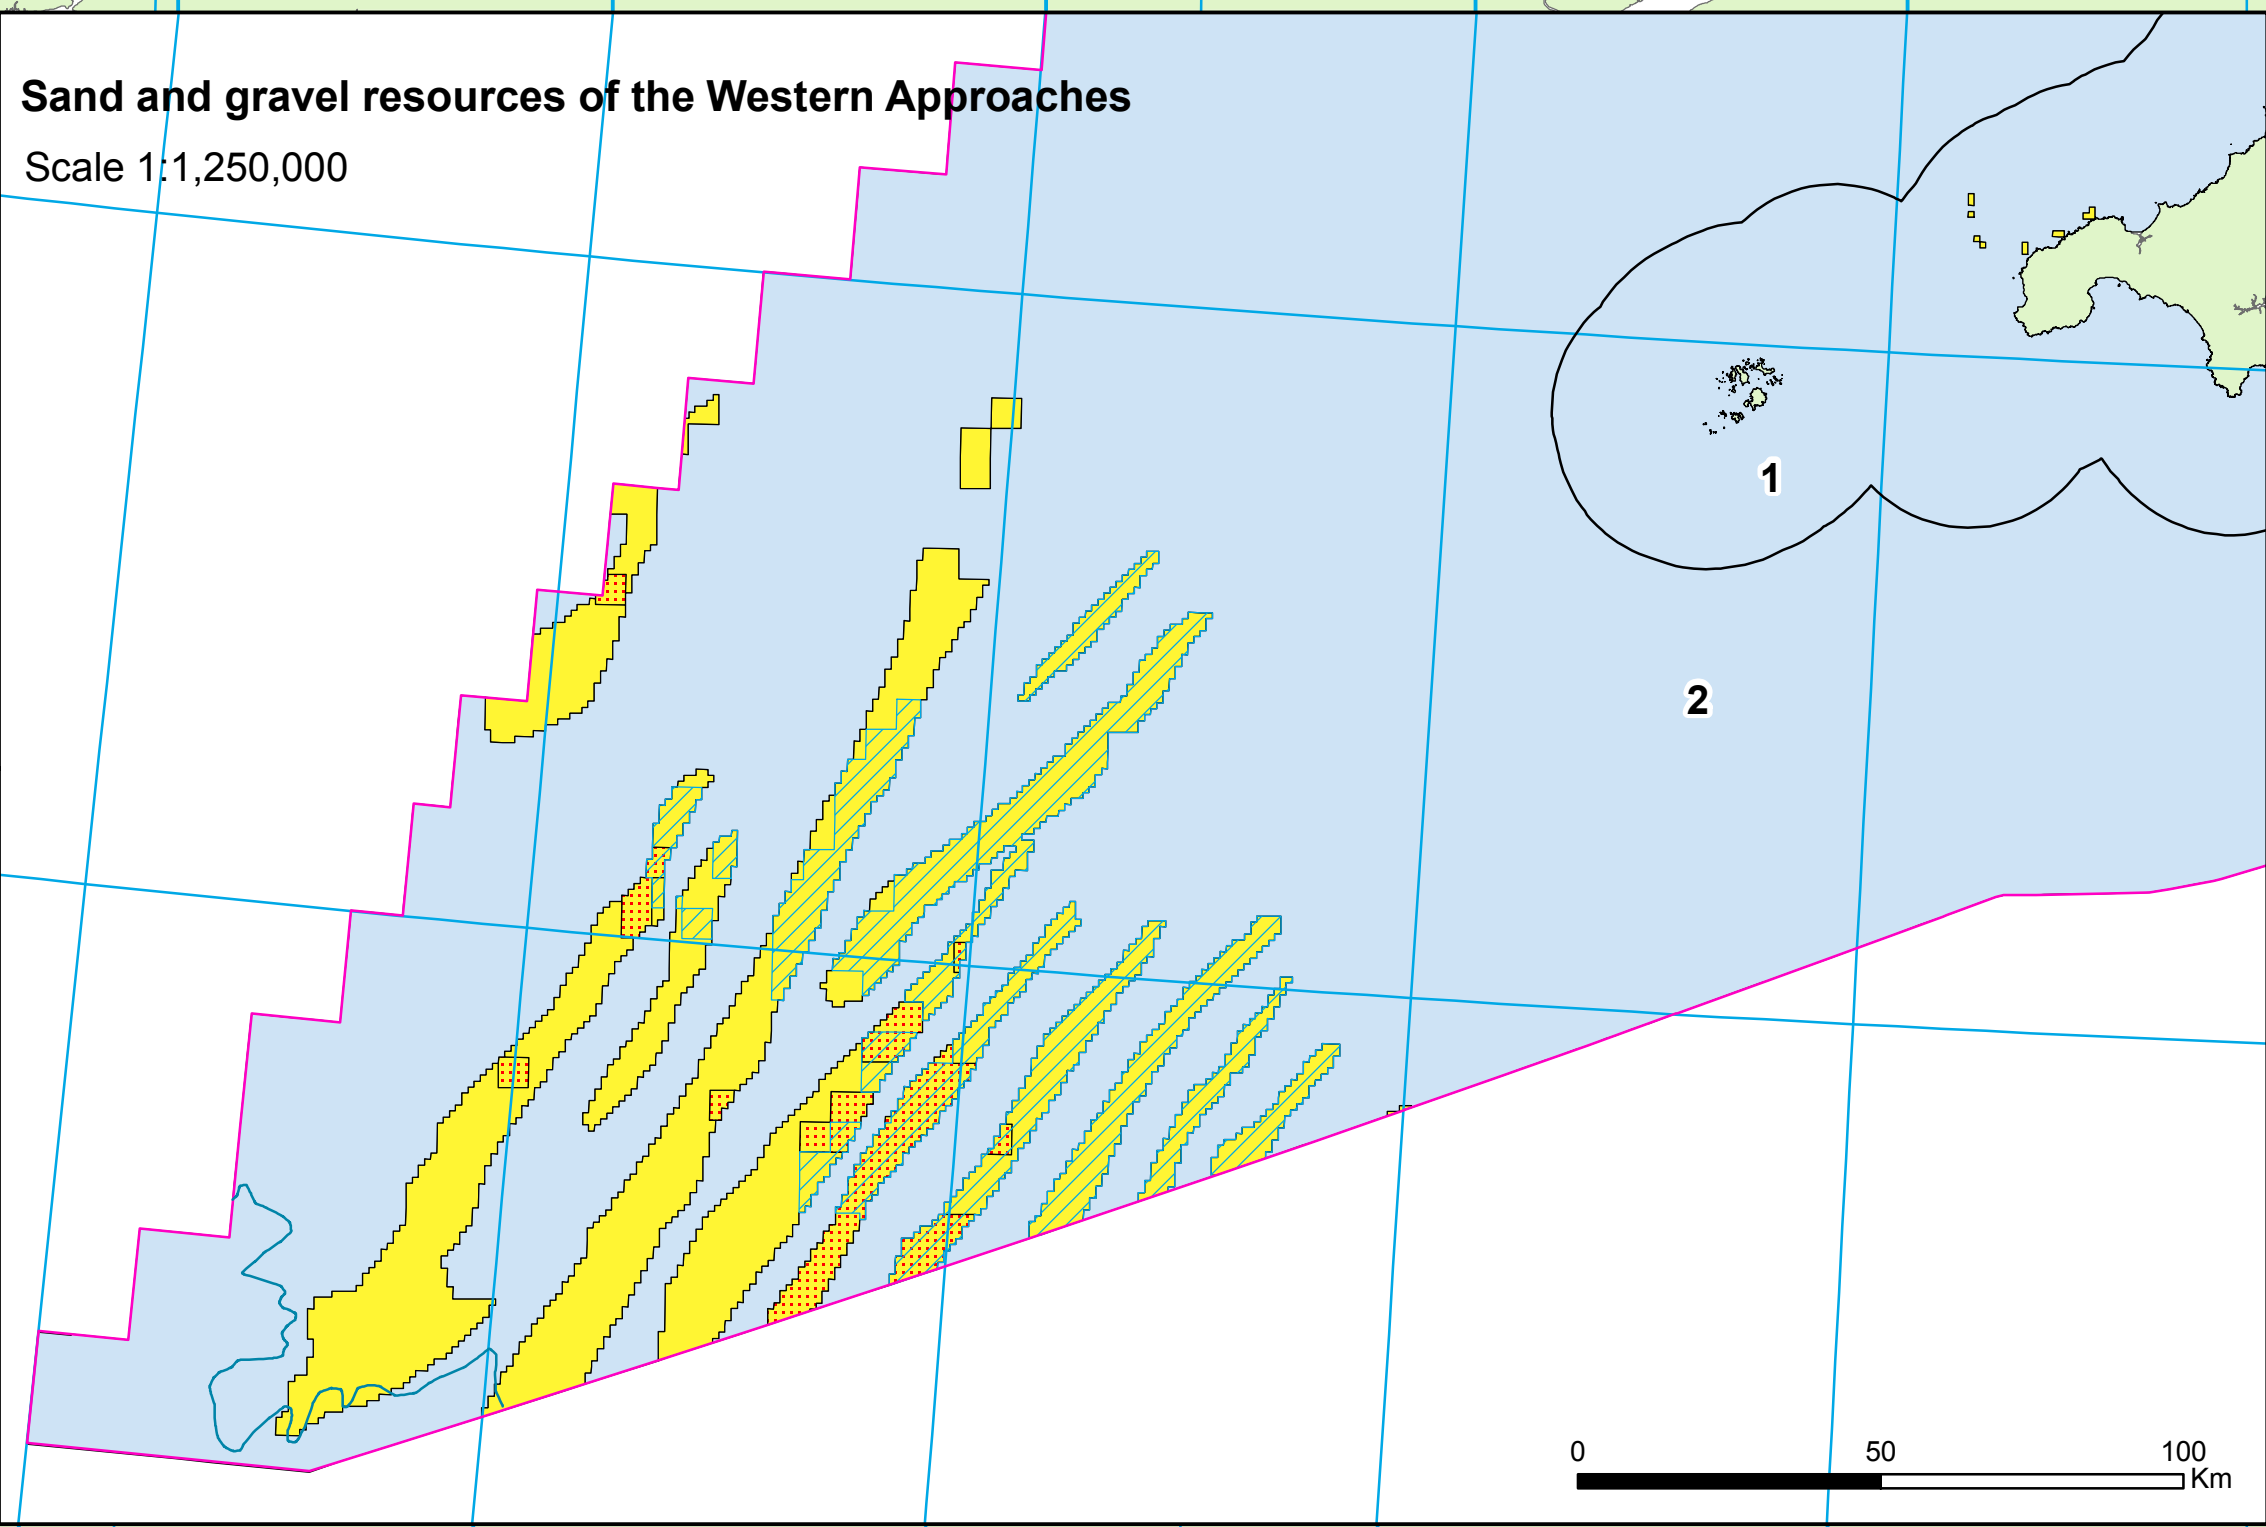 Sand and gravel resources of the Western Approaches
Scale 1:1,250,000
1
2
0 50 100
Km